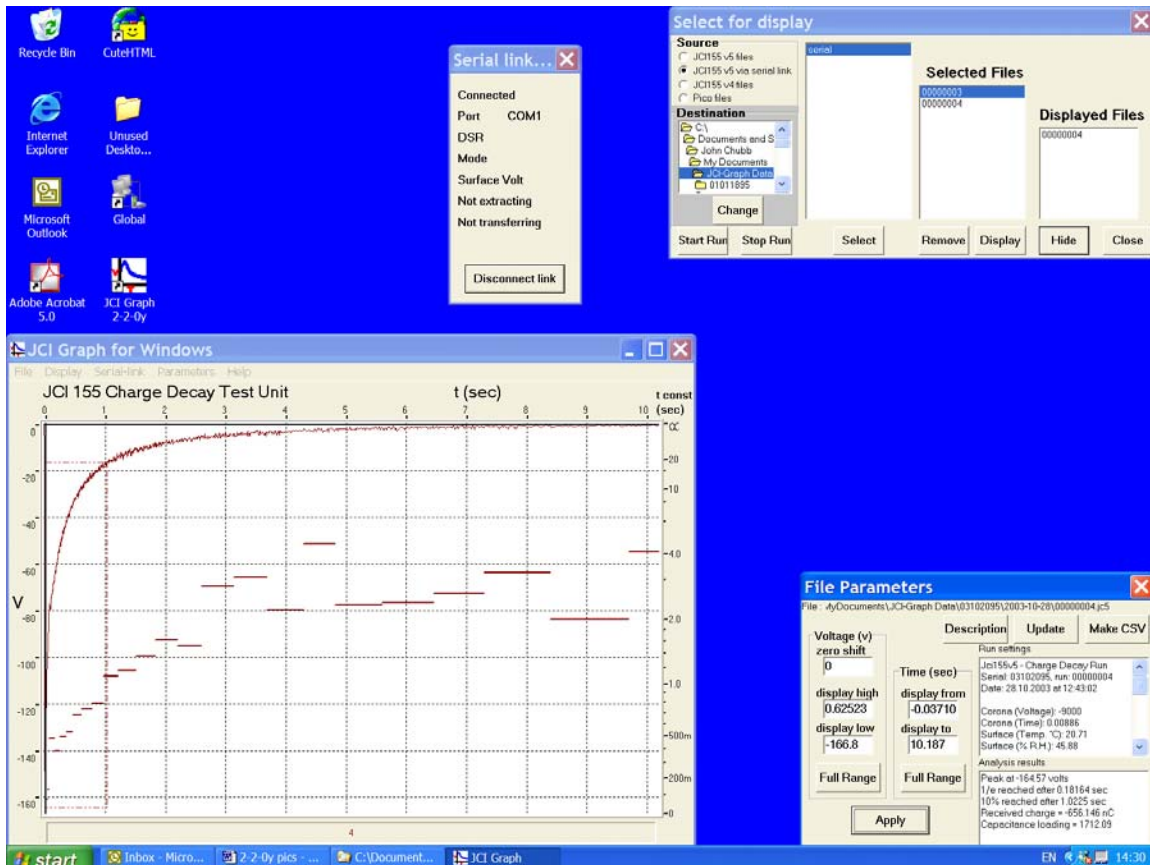 Recycle Bin
CuteHTML
Internet Explorer
Unused Deskto...
Microsoft Outlook
Global
Adobe Acrobat 5.0
JCI Graph 2-2-0y
Serial link...
Connected
Port COM1
DSR
Mode
Surface Volt
Not extracting
Not transferring
Disconnect link
Select for display
Source
JCI155 v5 files
JCI155 v5 via serial link
JCI155 v4 files
Pico files
Destination
C:\
Documents and S
John Chubb
My Documents
JCI-Graph Data
01011895
Change
Start Run
Stop Run
serial
Select
Selected Files
00000003
00000004
Remove
Display
Displayed Files
00000004
Hide
Close
JCI Graph for Windows
File Display Serial-link Parameters Help
JCI 155 Charge Decay Test Unit
t (sec)
t const
(sec)
0 1 2 3 4 5 6 7 8 9 10
0
-20
-40
-60
-80
-100
-120
-140
-160
V
20
10
4.0
2.0
1.0
500m
200m
0
4
File Parameters
File : MyDocuments\JCI-Graph Data\03102095\2003-10-28\00000004.jc5
Description
Update
Make CSV
Voltage (v)
zero shift
0
display high
0.62523
display low
-166.8
Full Range
Time (sec)
display from
-0.03710
display to
10.187
Full Range
Apply
Run settings
Jci155v5 - Charge Decay Run
Serial: 03102095, run: 00000004
Date: 28.10.2003 at 12:43:02
Corona (Voltage): -9000
Corona (Time): 0.00886
Surface (Temp. °C): 20.71
Surface (% R.H.): 45.88
Analysis results
Peak at -164.57 volts
1/e reached after 0.18164 sec
10% reached after 1.0225 sec
Received charge = -656.146 nC
Capacitance loading = 1712.09
start
Inbox - Micro...
2-2-0y pics - ...
C:\Document...
JCI Graph
EN
14:30